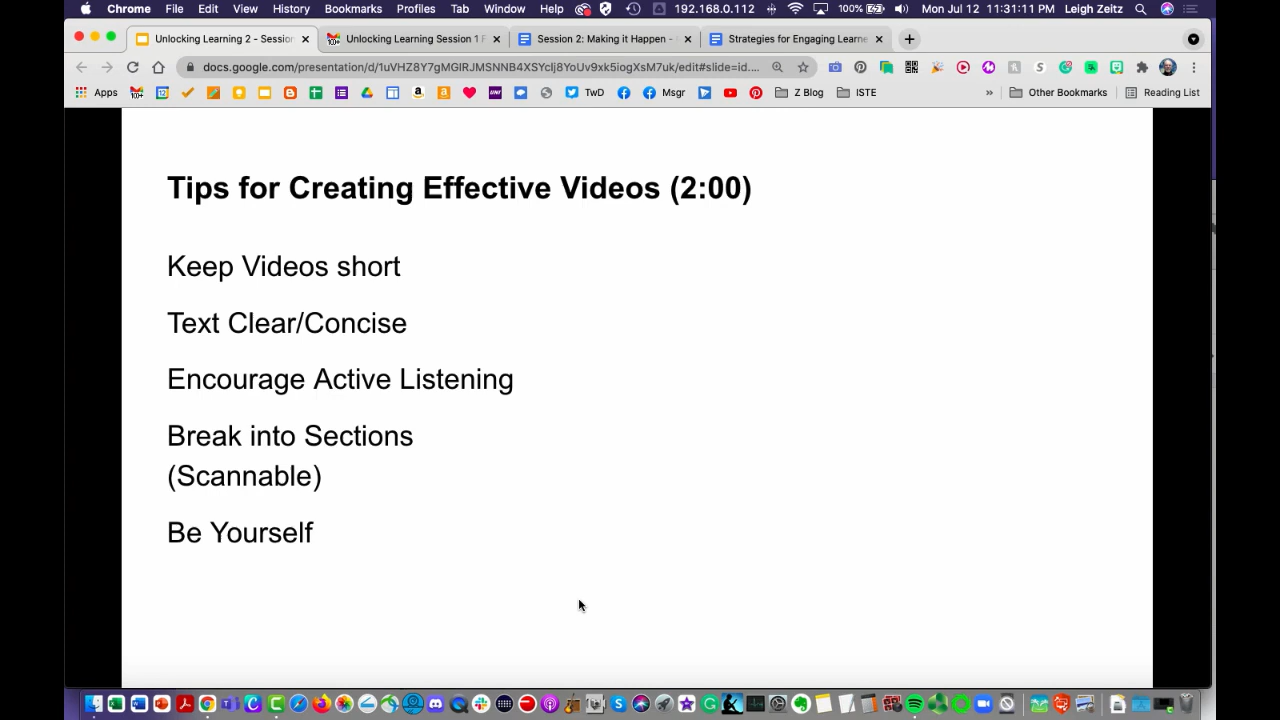 Chrome File Edit View History Bookmarks Profiles Tab Window Help 192.168.0.112 100% Mon Jul 12 11:31:11 PM Leigh Zeitz
Unlocking Learning 2 - Session Unlocking Learning Session 1 F Session 2: Making it Happen - Strategies for Engaging Learne
docs.google.com/presentation/d/1uVHZ8Y7gMGlRJMSNNB4XSYclj8YoUv9xk5iogXsM7uk/edit#slide=id....
Apps TwD Msgr Z Blog ISTE » Other Bookmarks Reading List
Tips for Creating Effective Videos (2:00)
Keep Videos short
Text Clear/Concise
Encourage Active Listening
Break into Sections
(Scannable)
Be Yourself